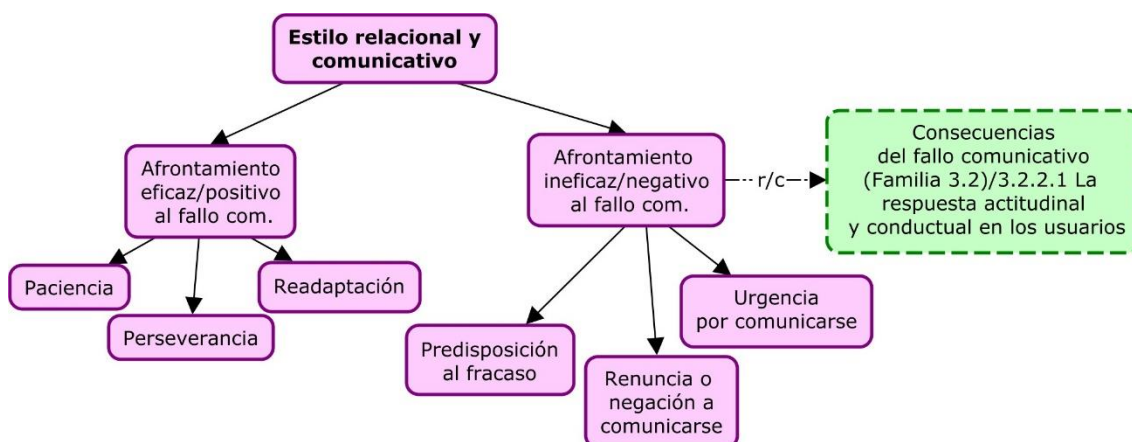 Estilo relacional y
comunicativo
Afrontamiento
eficaz/positivo
al fallo com.
Afrontamiento
ineficaz/negativo
al fallo com.
r/c
Consecuencias
del fallo comunicativo
(Familia 3.2)/3.2.2.1 La
respuesta actitudinal
y conductual en los usuarios
Paciencia
Perseverancia
Readaptación
Predisposición
al fracaso
Renuncia o
negación a
comunicarse
Urgencia
por comunicarse